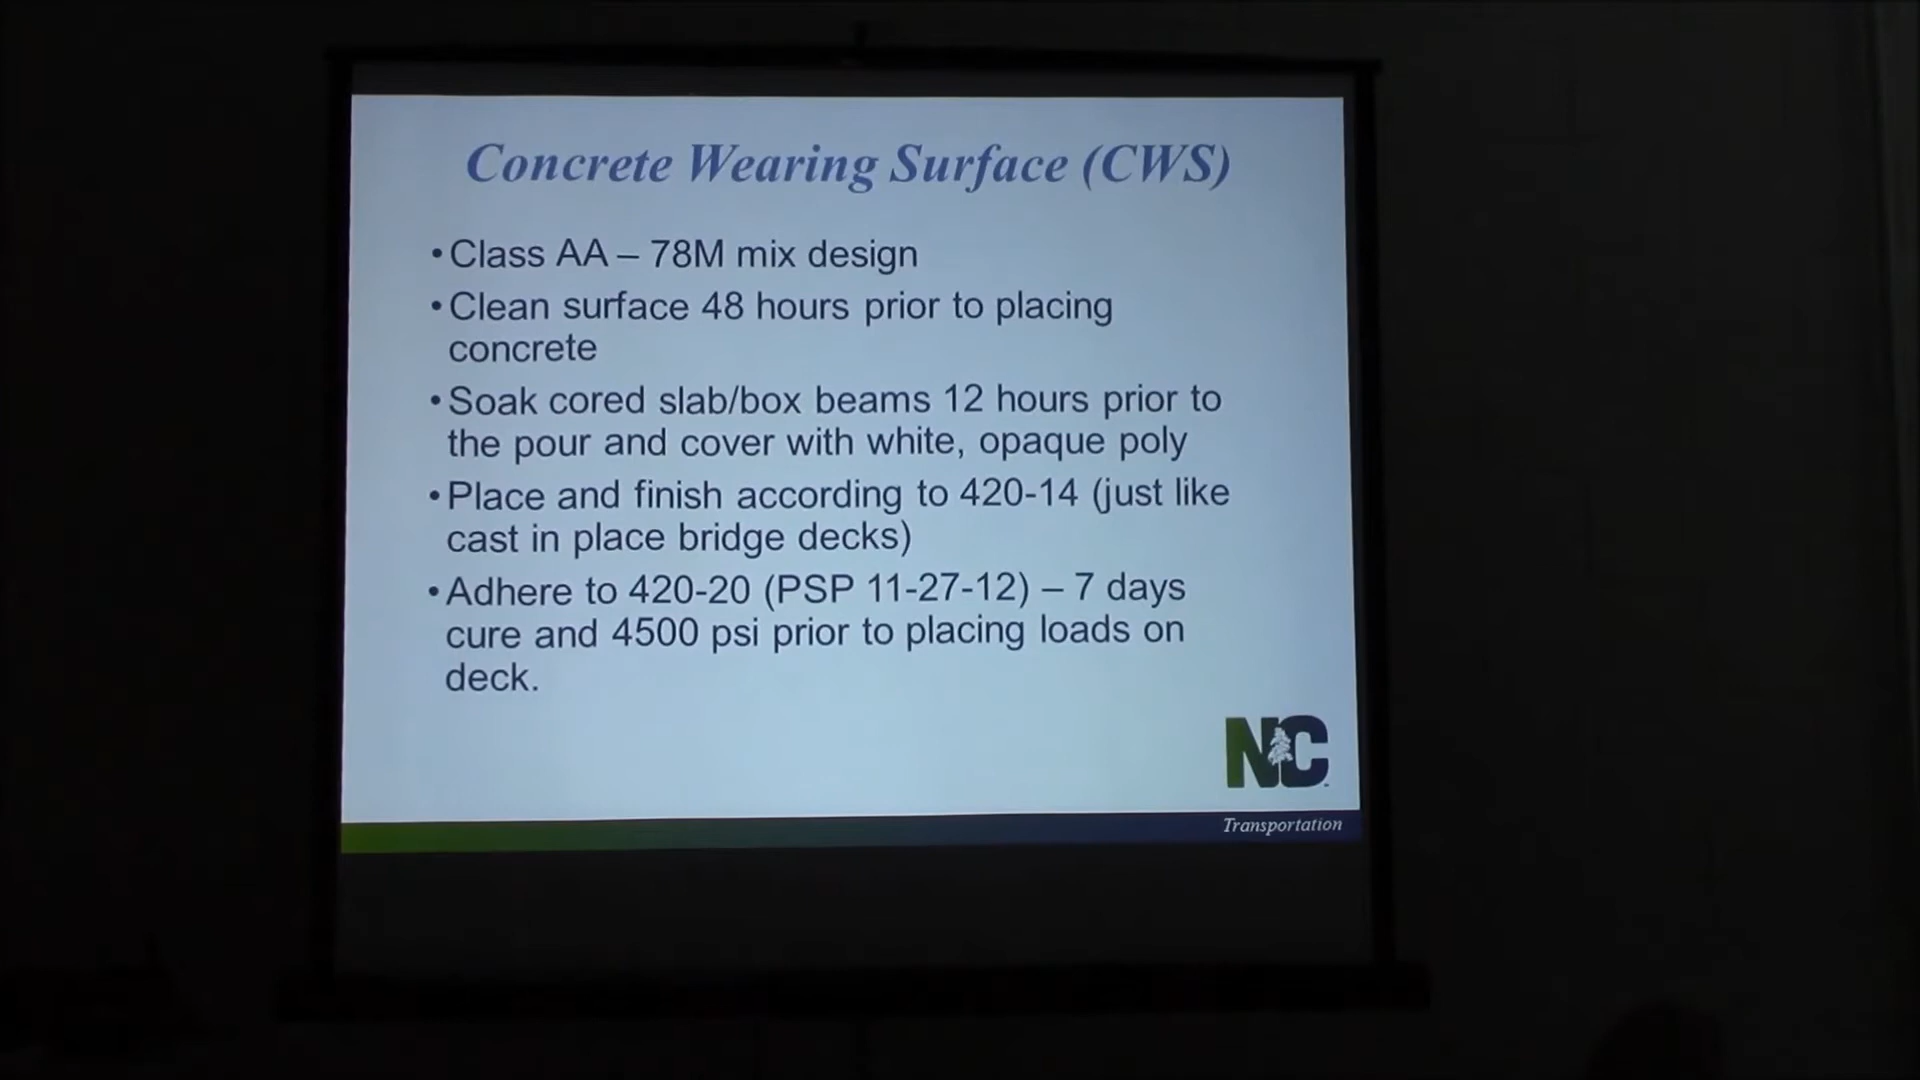 Concrete Wearing Surface (CWS)
• Class AA – 78M mix design
• Clean surface 48 hours prior to placing
concrete
• Soak cored slab/box beams 12 hours prior to
the pour and cover with white, opaque poly
• Place and finish according to 420-14 (just like
cast in place bridge decks)
• Adhere to 420-20 (PSP 11-27-12) – 7 days
cure and 4500 psi prior to placing loads on
deck.
NC
Transportation